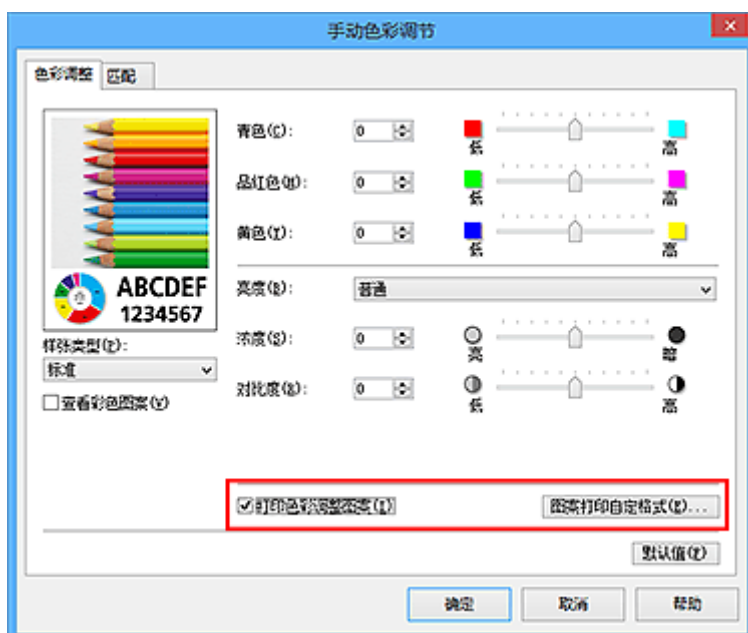 手动色彩调节
色彩调整 匹配
青色(C): 0 低 高
品红色(M): 0 低 高
黄色(Y): 0 低 高
ABCDEF
1234567
亮度(B): 普通
样张类型(P):
标准
浓度(S): 0 亮 暗
查看彩色图案(V)
对比度(R): 0 低 高
打印色彩调整图案(I) 图案打印自定格式(E)...
默认值(F)
确定 取消 帮助